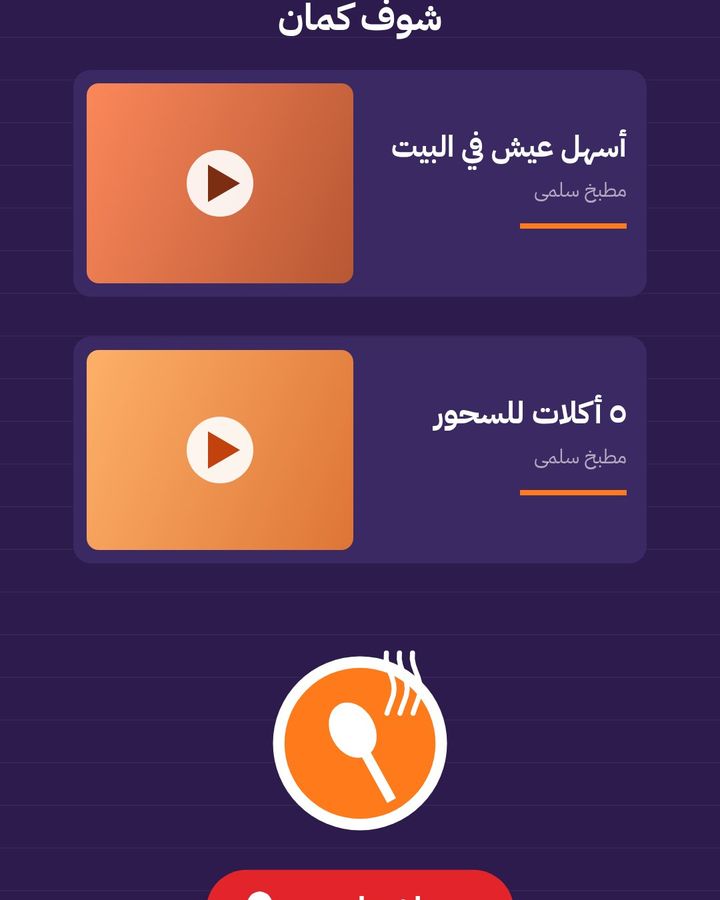 شوف كمان
أسهل عيش في البيت
مطبخ سلمى
٥ أكلات للسحور
مطبخ سلمى